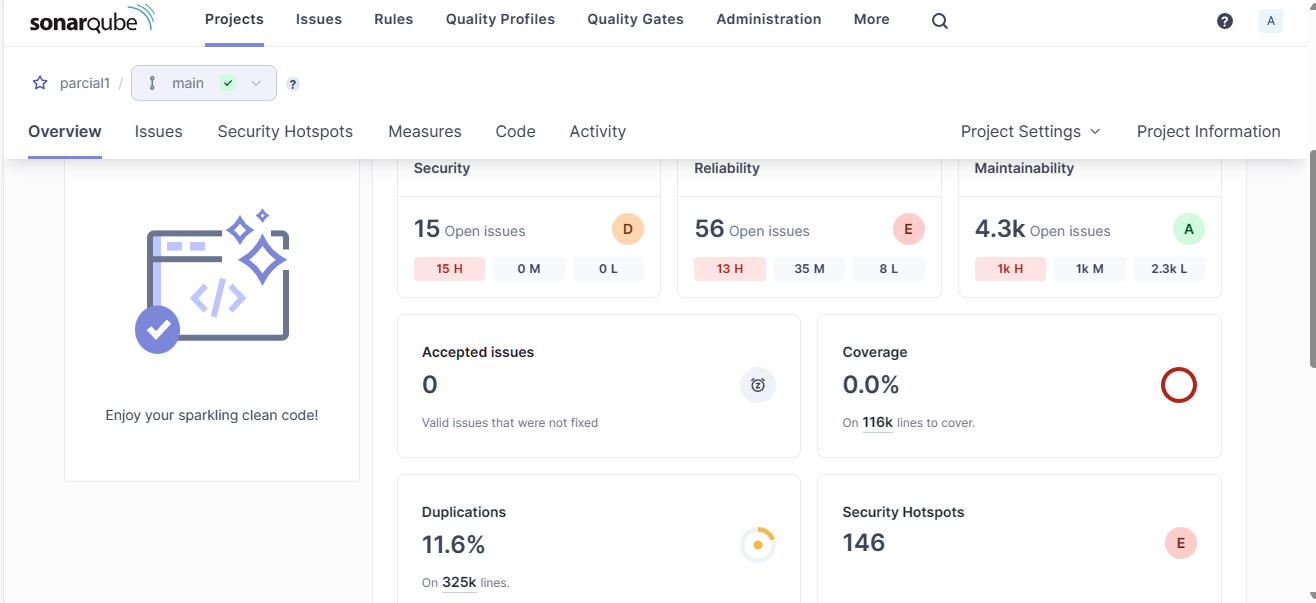 sonarqube Projects Issues Rules Quality Profiles Quality Gates Administration More ? A
parcial1 / main ?
Overview Issues Security Hotspots Measures Code Activity Project Settings Project Information
Security Reliability Maintainability
15 Open issues D 56 Open issues E 4.3k Open issues A
15 H 0 M 0 L 13 H 35 M 8 L 1k H 1k M 2.3k L
Enjoy your sparkling clean code!
Accepted issues
0
Valid issues that were not fixed
Coverage
0.0%
On 116k lines to cover.
Duplications
11.6%
On 325k lines.
Security Hotspots
146 E